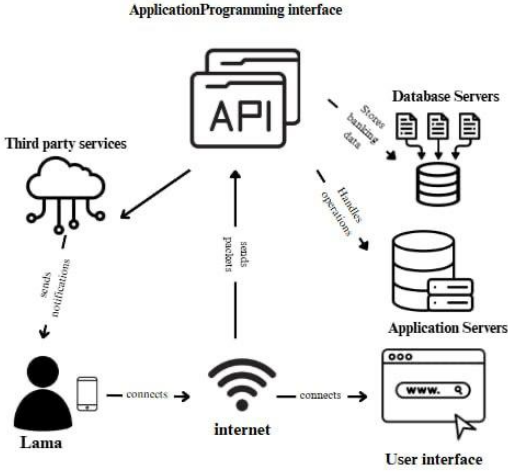 ApplicationProgramming interface
API
Database Servers
Stores
banking
data
Third party services
Handles
operations
sends
packets
sends
notifications
Application Servers
www.
connects
connects
Lama
internet
User interface